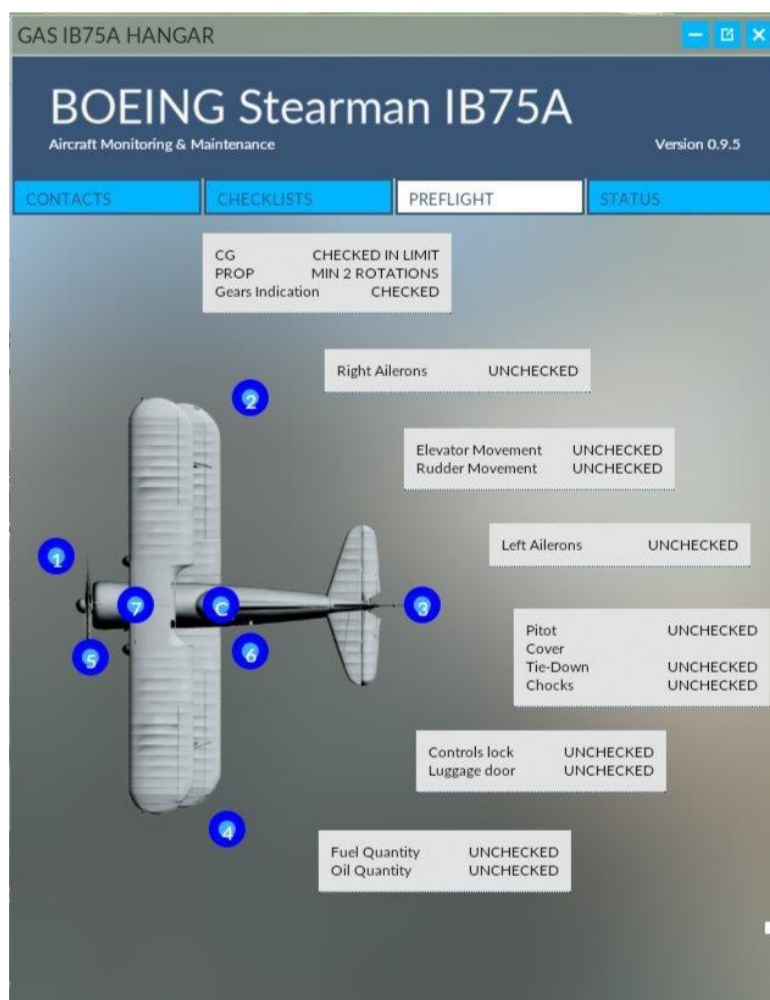 GAS IB75A HANGAR
BOEING Stearman IB75A
Aircraft Monitoring & Maintenance Version 0.9.5
CONTACTS CHECKLISTS PREFLIGHT STATUS
CG CHECKED IN LIMIT
PROP MIN 2 ROTATIONS
Gears Indication CHECKED
Right Ailerons UNCHECKED
2
Elevator Movement UNCHECKED
Rudder Movement UNCHECKED
Left Ailerons UNCHECKED
1
7 C 3
Pitot UNCHECKED
Cover
Tie-Down UNCHECKED
Chocks UNCHECKED
5 6
Controls lock UNCHECKED
Luggage door UNCHECKED
4
Fuel Quantity UNCHECKED
Oil Quantity UNCHECKED